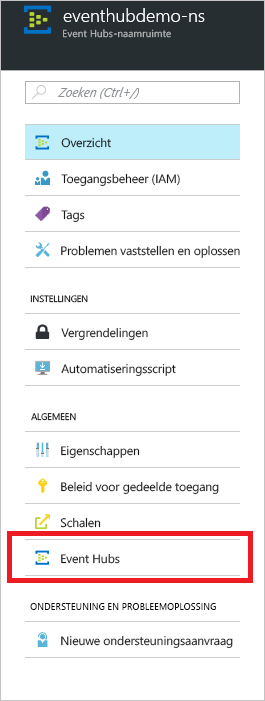 eventhubdemo-ns
Event Hubs-naamruimte
Zoeken (Ctrl+/)
Overzicht
Toegangsbeheer (IAM)
Tags
Problemen vaststellen en oplossen
INSTELLINGEN
Vergrendelingen
Automatiseringsscript
ALGEMEEN
Eigenschappen
Beleid voor gedeelde toegang
Schalen
Event Hubs
ONDERSTEUNING EN PROBLEEMOPLOSSING
Nieuwe ondersteuningsaanvraag